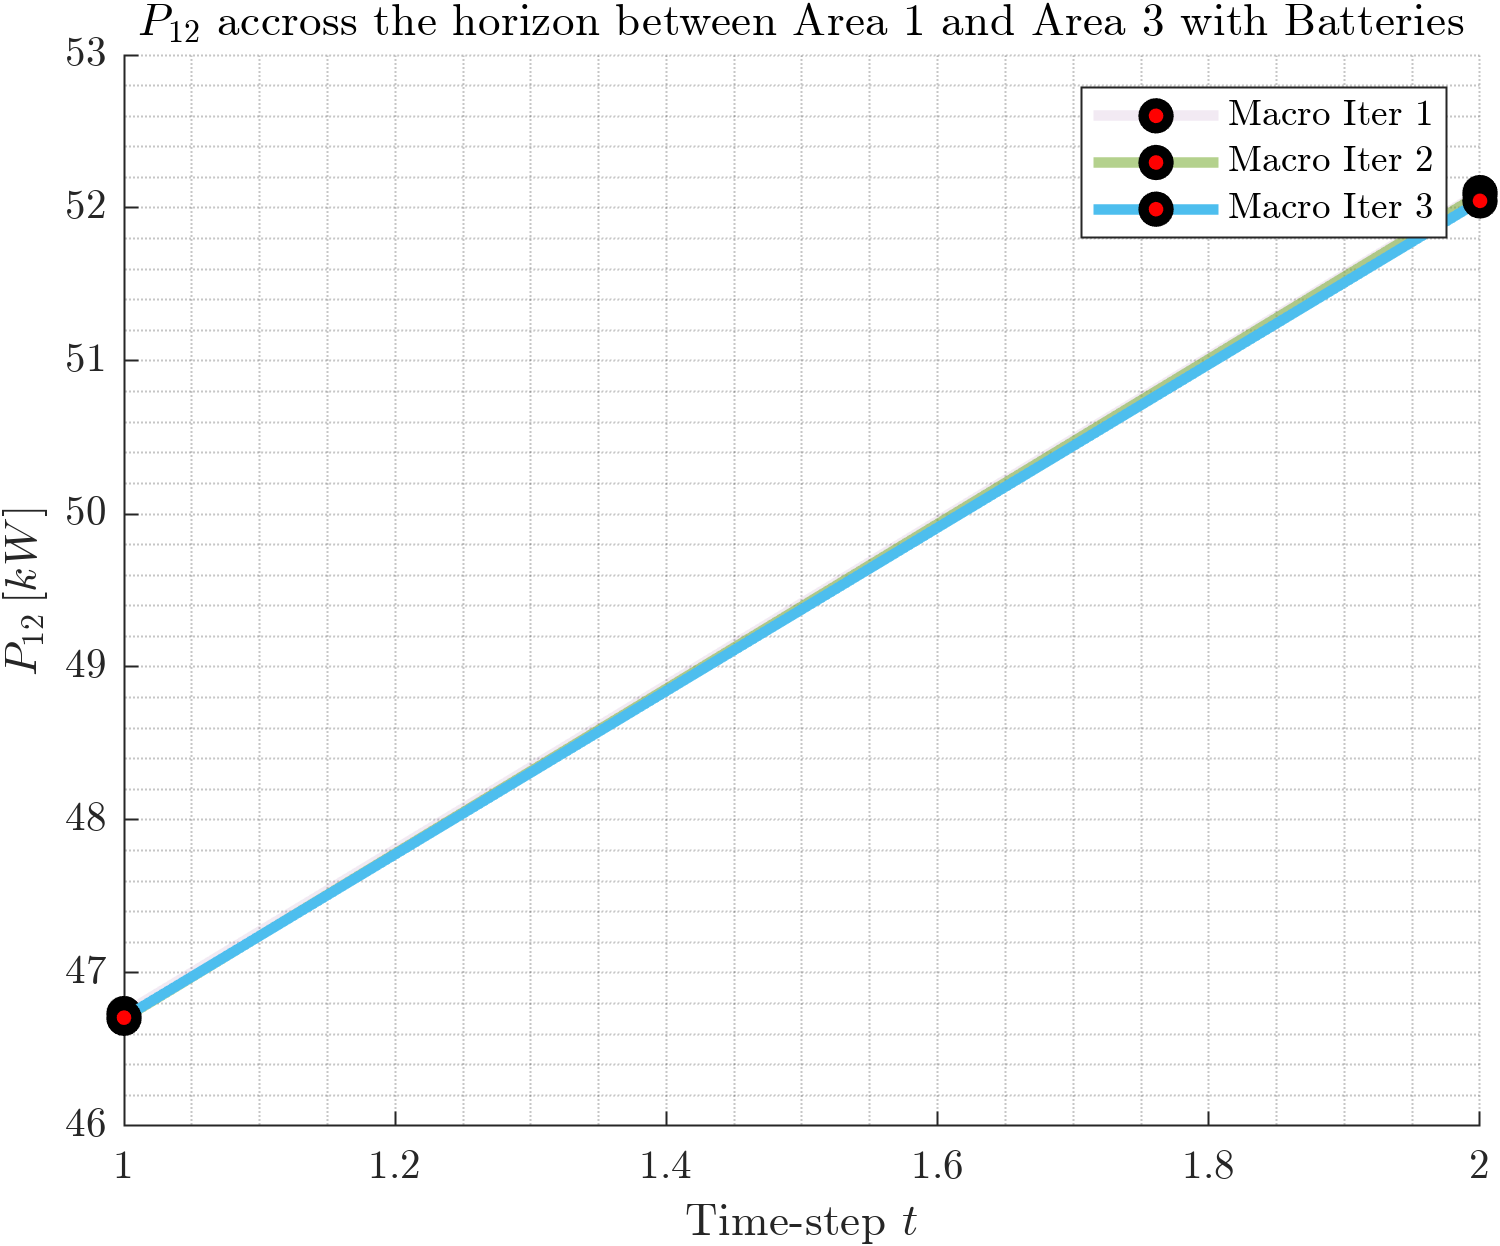 P12 accross the horizon between Area 1 and Area 3 with Batteries
53
52
51
50
49
48
47
46
P12 [kW]
Macro Iter 1
Macro Iter 2
Macro Iter 3
1 1.2 1.4 1.6 1.8 2
Time-step t